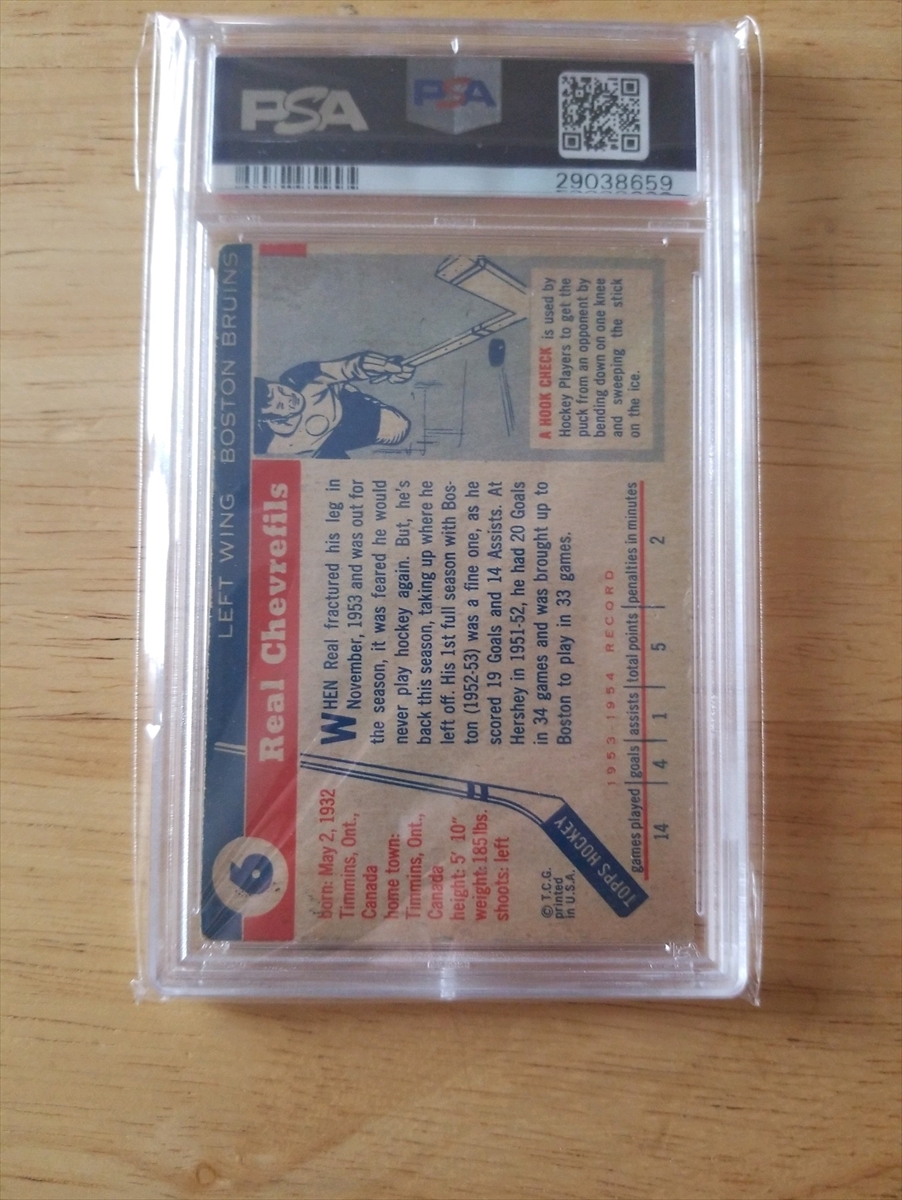 PSA
PSA
29038659
6
LEFT WING BOSTON BRUINS
Real Chevrefils
born: May 2, 1932
Timmins, Ont.,
Canada
home town:
Timmins, Ont.,
Canada
height: 5' 10"
weight: 185 lbs.
shoots: left
© T.C.G.
printed
in U.S.A.
TOPPS HOCKEY
WHEN Real fractured his leg in
November, 1953 and was out for
the season, it was feared he would
never play hockey again. But, he's
back this season, taking up where he
left off. His 1st full season with Bos-
ton (1952-53) was a fine one, as he
scored 19 Goals and 14 Assists. At
Hershey in 1951-52, he had 20 Goals
in 34 games and was brought up to
Boston to play in 33 games.
1953-1954 RECORD
games played goals assists total points penalties in minutes
14 4 1 5 2
A HOOK CHECK is used by
Hockey Players to get the
puck from an opponent by
bending down on one knee
and sweeping the stick
on the ice.